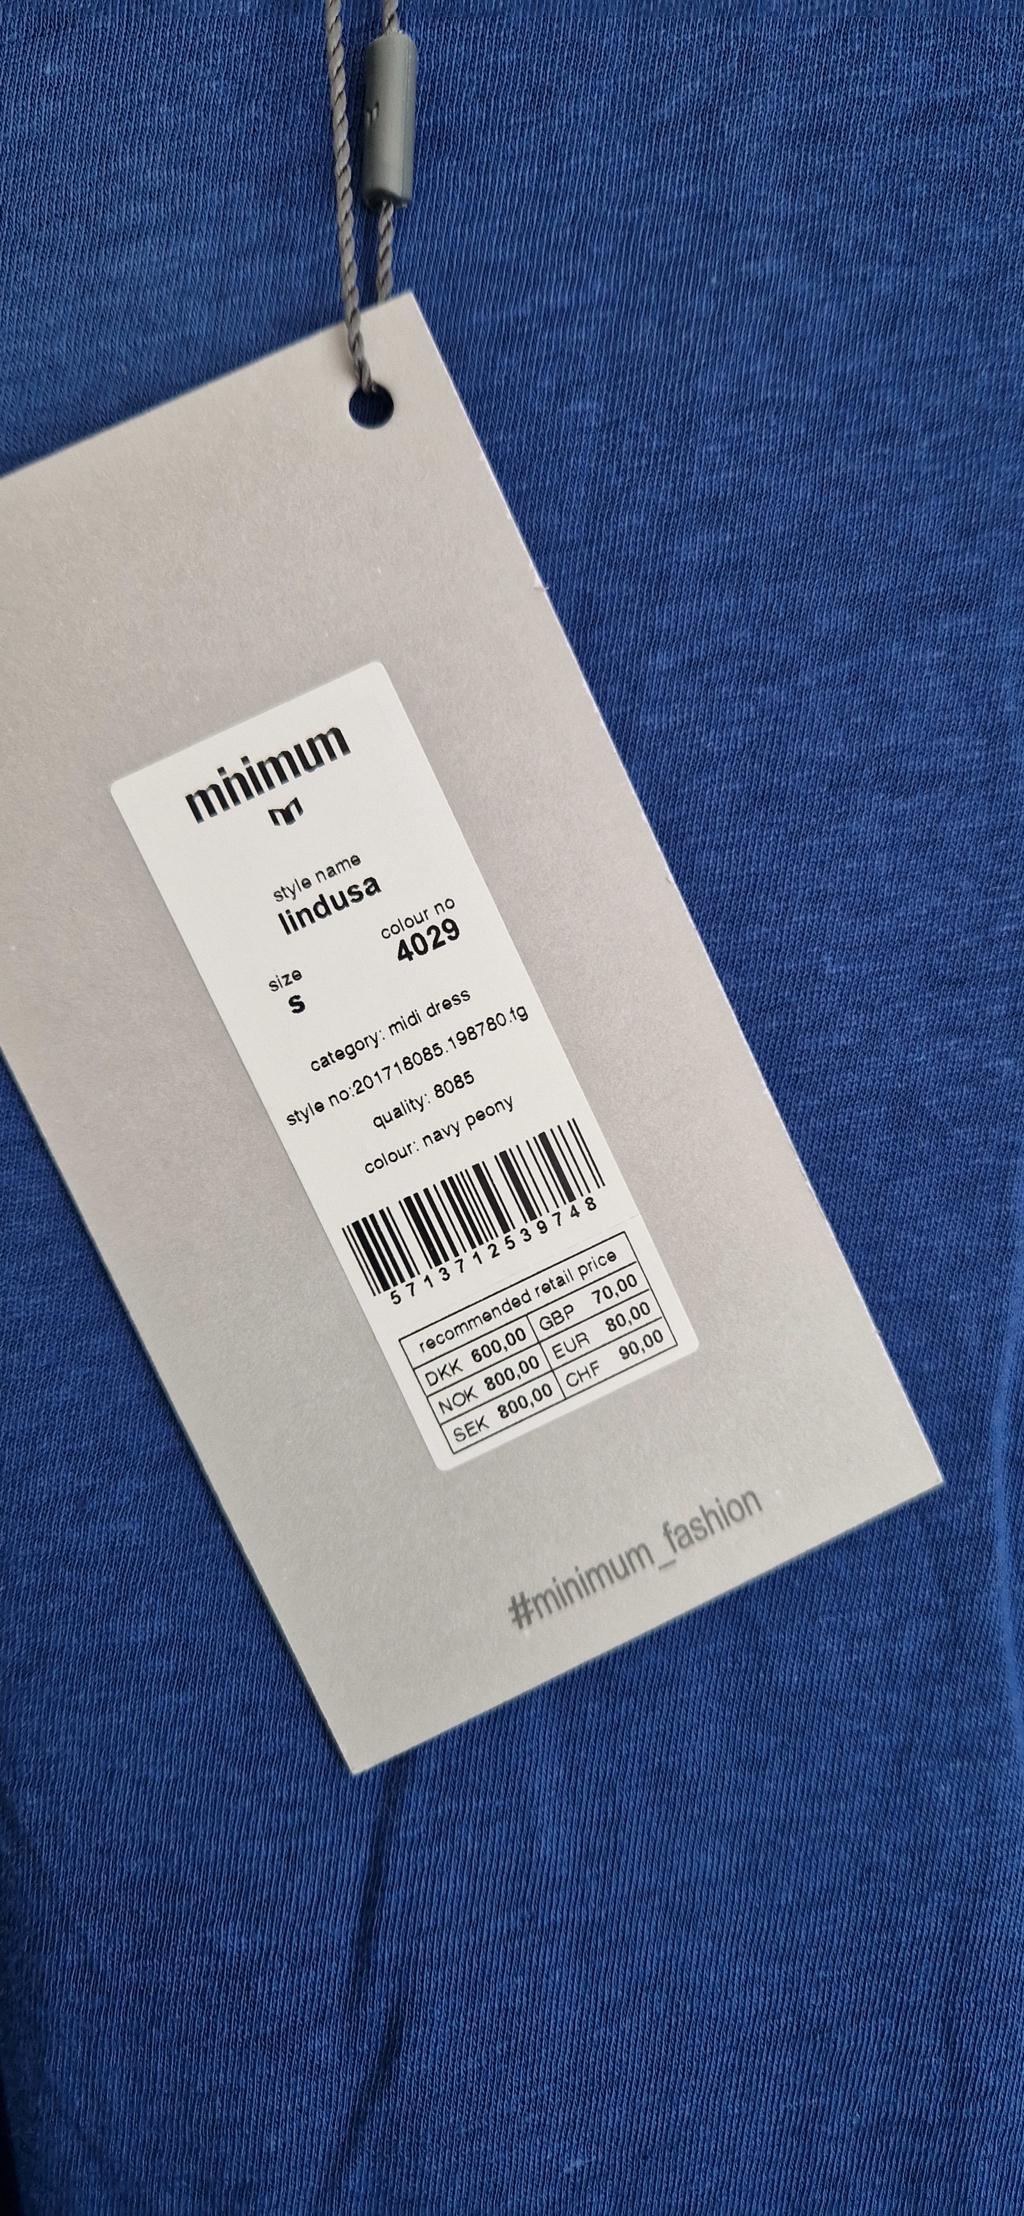 minimum
m
style name
lindusa
colour no
4029
size
S
category: midi dress
style no:201718085.198780.fg
quality: 8085
colour: navy peony
5713712539748
recommended retail price
DKK 600,00 GBP 70,00
NOK 800,00 EUR 80,00
SEK 800,00 CHF 90,00
#minimum_fashion